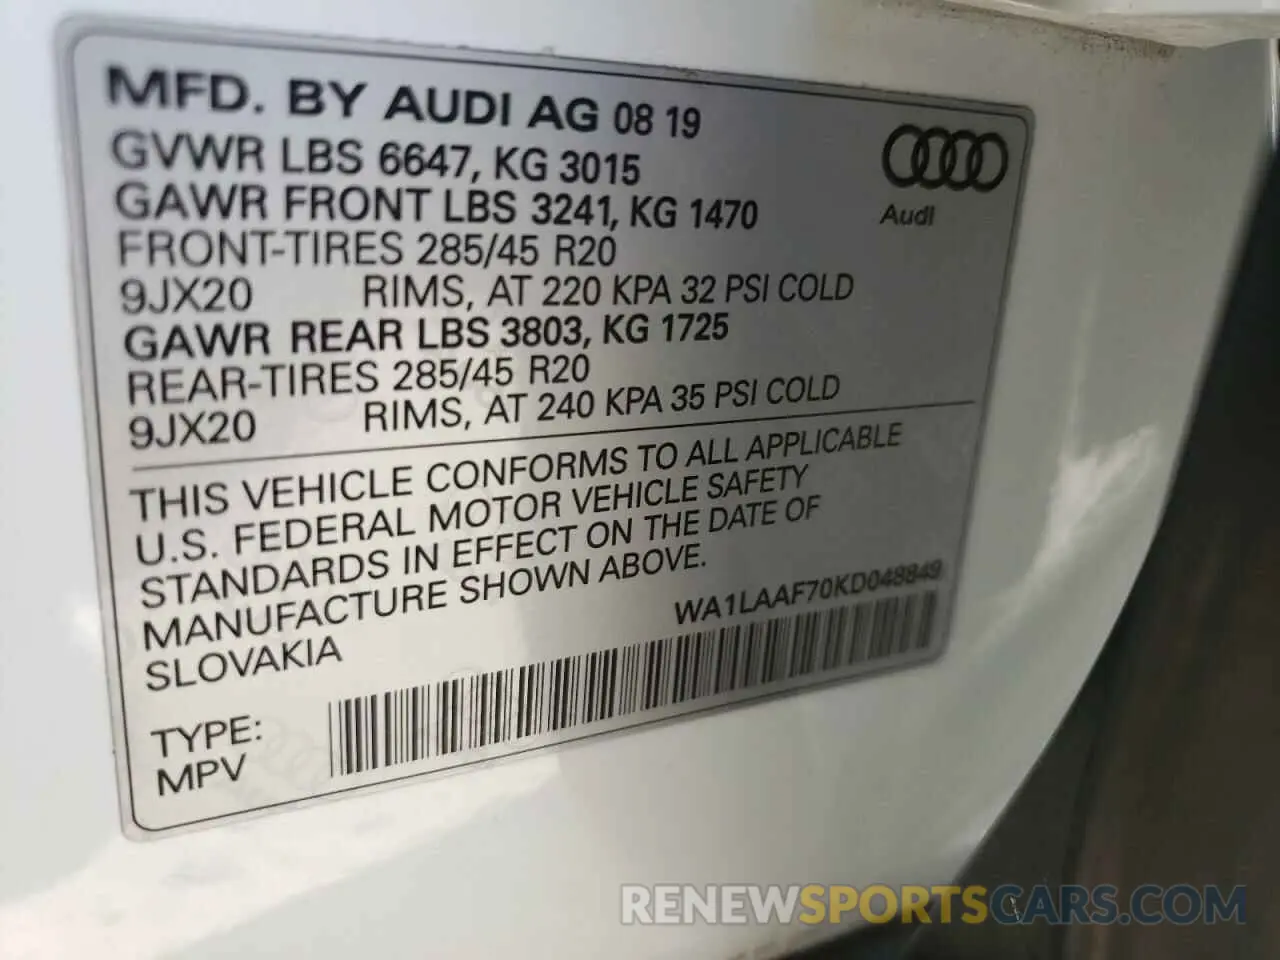 MFD. BY AUDI AG 08 19
GVWR LBS 6647, KG 3015
GAWR FRONT LBS 3241, KG 1470
FRONT-TIRES 285/45 R20
9JX20 RIMS, AT 220 KPA 32 PSI COLD
GAWR REAR LBS 3803, KG 1725
REAR-TIRES 285/45 R20
9JX20 RIMS, AT 240 KPA 35 PSI COLD
Audi
THIS VEHICLE CONFORMS TO ALL APPLICABLE
U.S. FEDERAL MOTOR VEHICLE SAFETY
STANDARDS IN EFFECT ON THE DATE OF
MANUFACTURE SHOWN ABOVE.
SLOVAKIA
WA1LAAF70KD048849
TYPE:
MPV
RENEWSPORTSCARS.COM